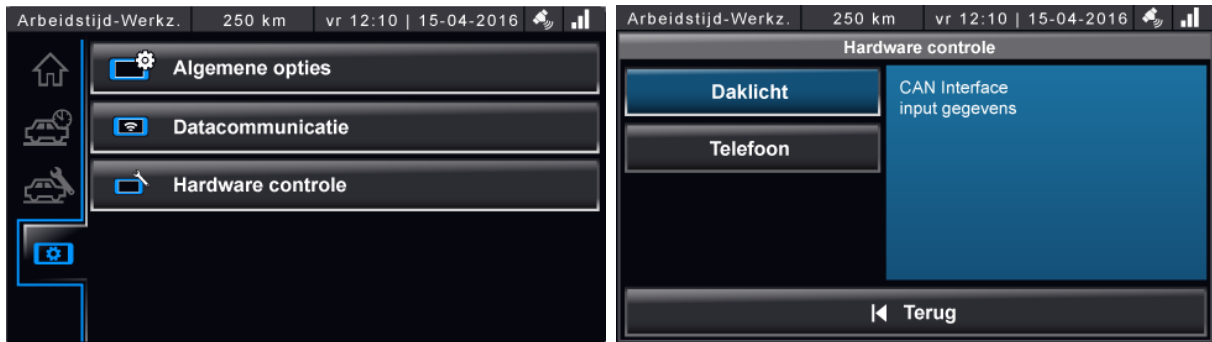 Arbeidstijd-Werkz. 250 km vr 12:10 | 15-04-2016
Algemene opties
Datacommunicatie
Hardware controle
Arbeidstijd-Werkz. 250 km vr 12:10 | 15-04-2016
Hardware controle
Daklicht
Telefoon
CAN Interface
input gegevens
Terug